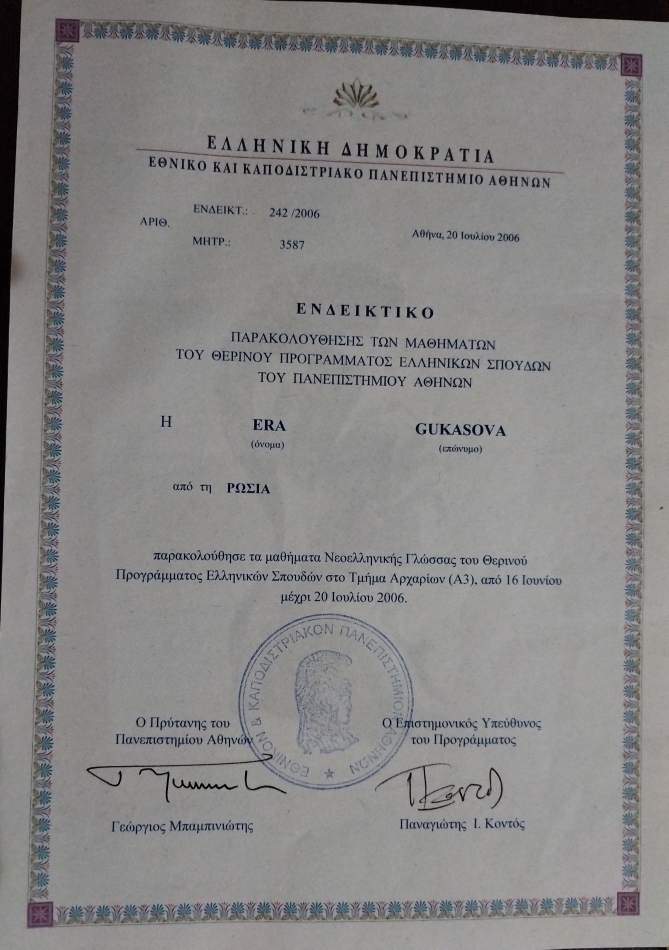 ΕΛΛΗΝΙΚΗ ΔΗΜΟΚΡΑΤΙΑ
ΕΘΝΙΚΟ ΚΑΙ ΚΑΠΟΔΙΣΤΡΙΑΚΟ ΠΑΝΕΠΙΣΤΗΜΙΟ ΑΘΗΝΩΝ
ΕΝΔΕΙΚΤ.: 242 /2006
ΑΡΙΘ.
ΜΗΤΡ.: 3587
Αθήνα, 20 Ιουλίου 2006
ΕΝΔΕΙΚΤΙΚΟ
ΠΑΡΑΚΟΛΟΥΘΗΣΗΣ ΤΩΝ ΜΑΘΗΜΑΤΩΝ
ΤΟΥ ΘΕΡΙΝΟΥ ΠΡΟΓΡΑΜΜΑΤΟΣ ΕΛΛΗΝΙΚΩΝ ΣΠΟΥΔΩΝ
ΤΟΥ ΠΑΝΕΠΙΣΤΗΜΙΟΥ ΑΘΗΝΩΝ
Η ERA GUKASOVA
(όνομα) (επώνυμο)
από τη ΡΩΣΙΑ
παρακολούθησε τα μαθήματα Νεοελληνικής Γλώσσας του Θερινού
Προγράμματος Ελληνικών Σπουδών στο Τμήμα Αρχαρίων (Α3), από 16 Ιουνίου
μέχρι 20 Ιουλίου 2006.
ΕΘΝΙΚΟΝ & ΚΑΠΟΔΙΣΤΡΙΑΚΟΝ ΠΑΝΕΠΙΣΤΗΜΙΟΝ ΑΘΗΝΩΝ
Ο Πρύτανης του
Πανεπιστημίου Αθηνών
Γεώργιος Μπαμπινιώτης
Ο Επιστημονικός Υπεύθυνος
του Προγράμματος
Παναγιώτης Ι. Κοντός